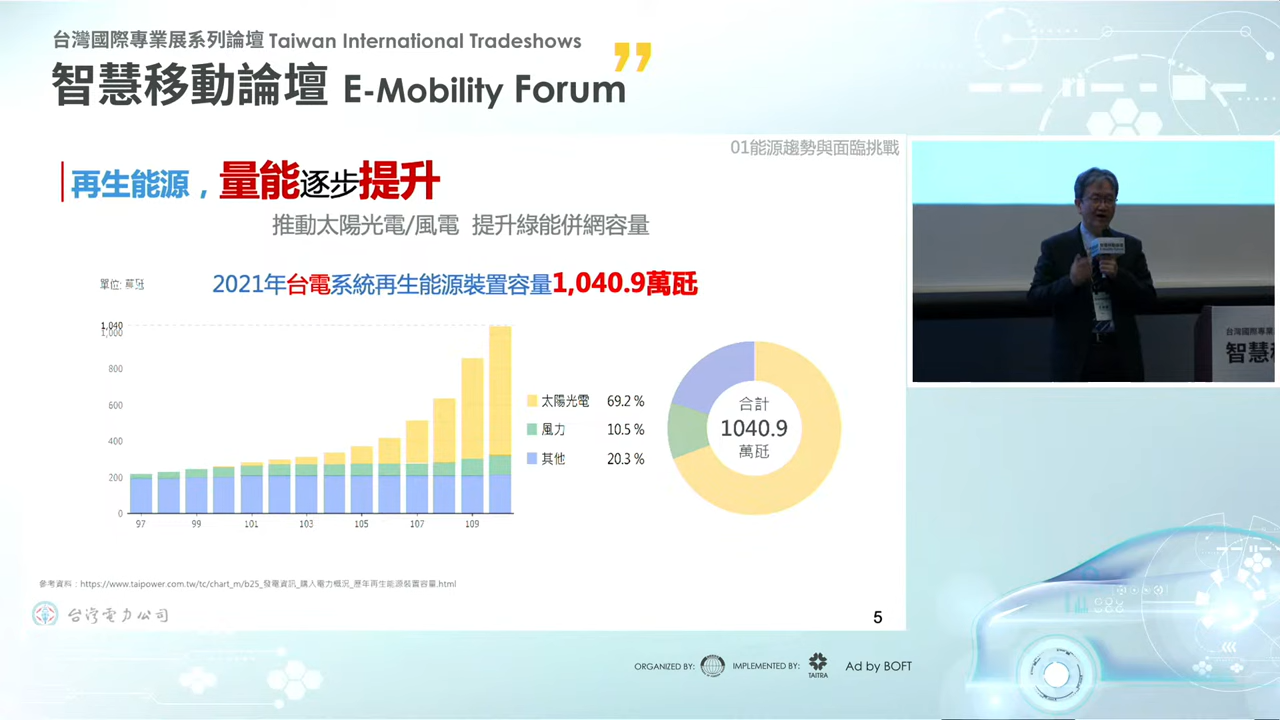 台灣國際專業展系列論壇 Taiwan International Tradeshows
智慧移動論壇 E-Mobility Forum
01能源趨勢與面臨挑戰
再生能源，量能逐步提升
推動太陽光電/風電 提升綠能併網容量
單位: 萬瓩
2021年台電系統再生能源裝置容量1,040.9萬瓩
1,040
1,000
800
600
400
200
0
97 99 101 103 105 107 109
太陽光電 69.2 %
風力 10.5 %
其他 20.3 %
合計
1040.9
萬瓩
參考資料：https://www.taipower.com.tw/tc/chart_m/b25_發電資訊_購入電力概況_歷年再生能源裝置容量.html
台灣電力公司
5
台灣國際專業
智慧移
ORGANIZED BY: IMPLEMENTED BY: TAITRA Ad by BOFT